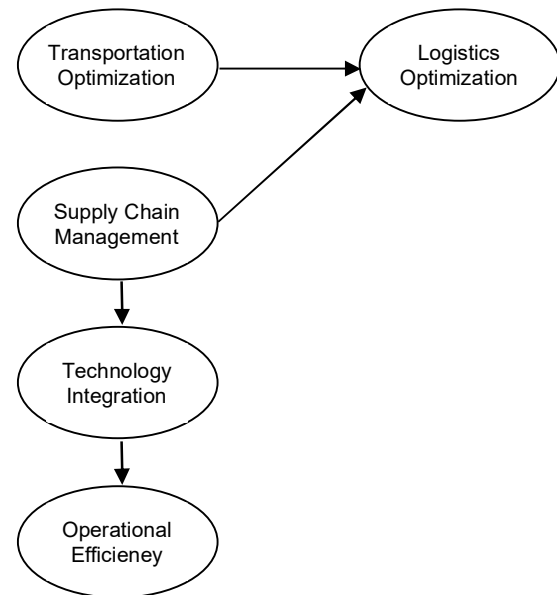 Transportation
Optimization
Logistics
Optimization
Supply Chain
Management
Technology
Integration
Operational
Efficieney